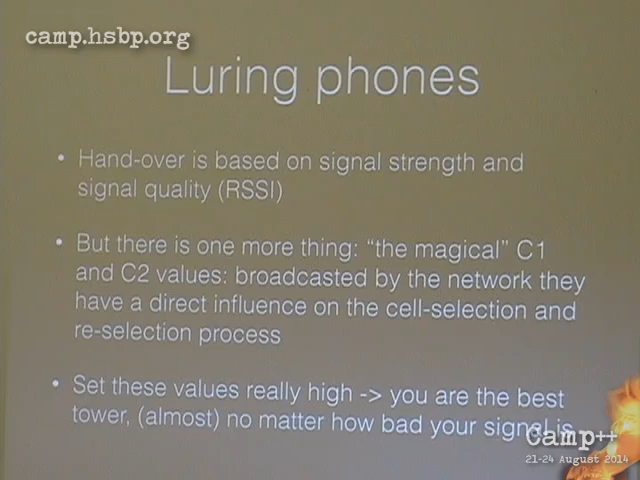 camp.hsbp.org
Luring phones
• Hand-over is based on signal strength and
signal quality (RSSI)
• But there is one more thing: “the magical” C1
and C2 values: broadcasted by the network they
have a direct influence on the cell-selection and
re-selection process
• Set these values really high -> you are the best
tower, (almost) no matter how bad your signal is
Camp++
21-24 August 2014